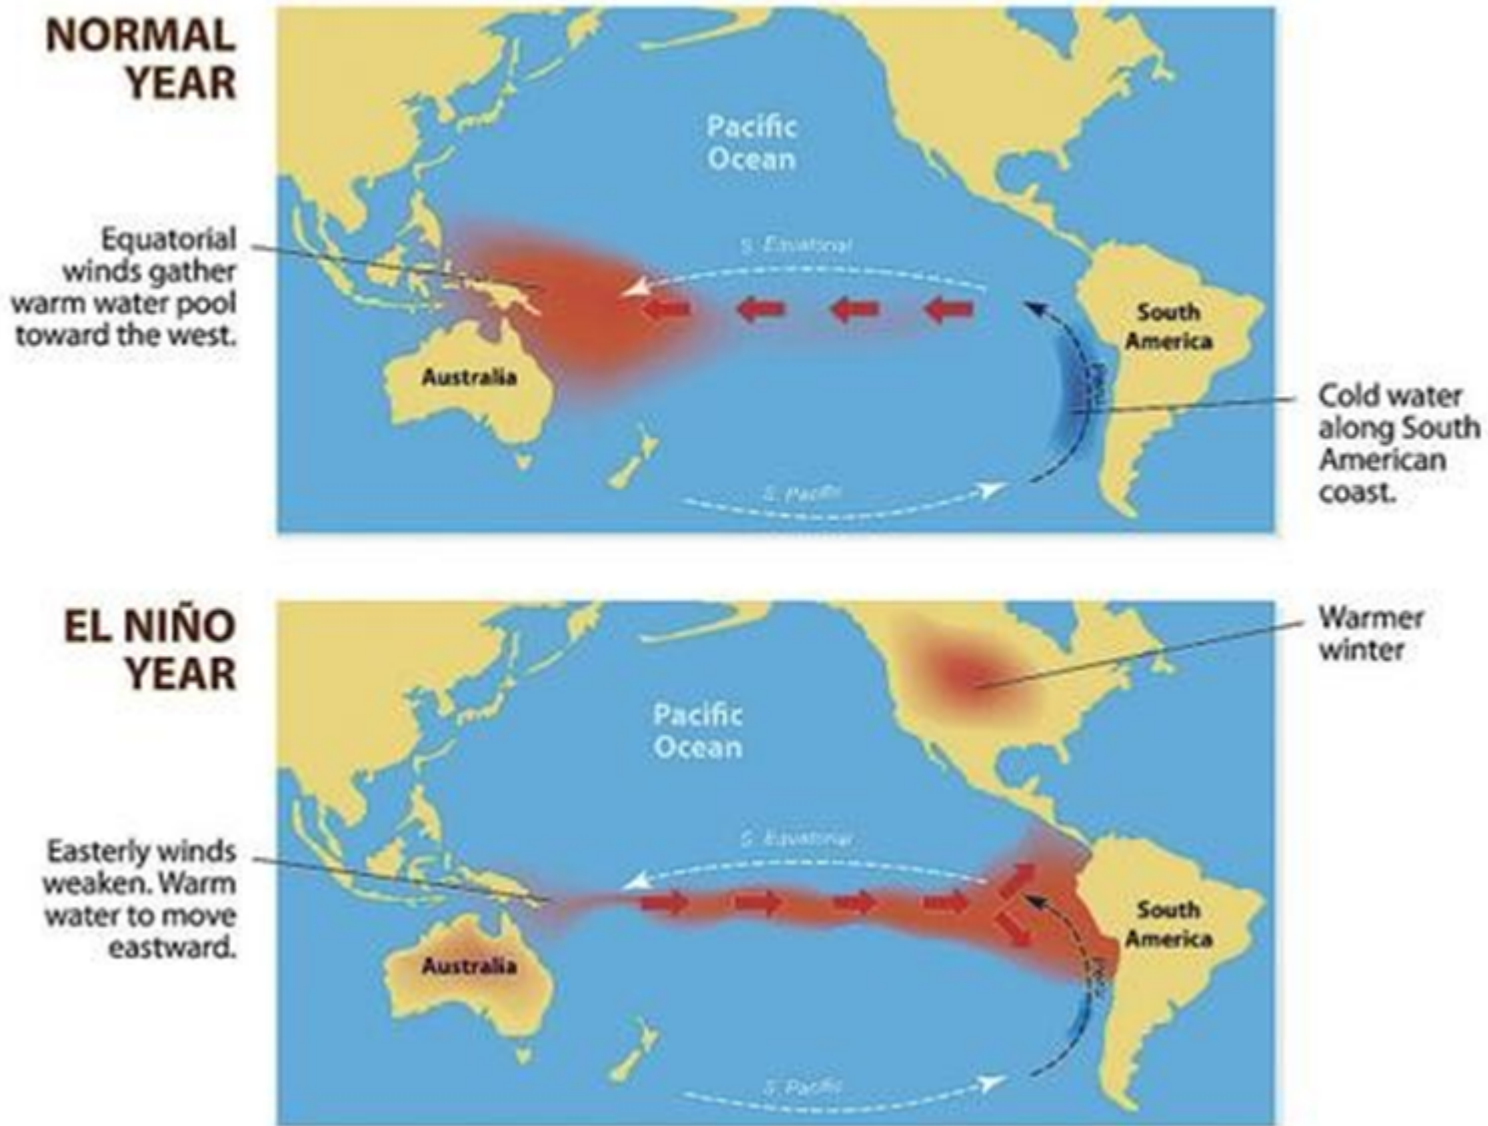 NORMAL
YEAR
Pacific
Ocean
Equatorial
winds gather
warm water pool
toward the west.
S. Equatorial
South
America
Australia
Peru
Cold water
along South
American
coast.
S. Pacific
EL NIÑO
YEAR
Warmer
winter
Pacific
Ocean
Easterly winds
weaken. Warm
water to move
eastward.
S. Equatorial
South
America
Australia
Peru
S. Pacific